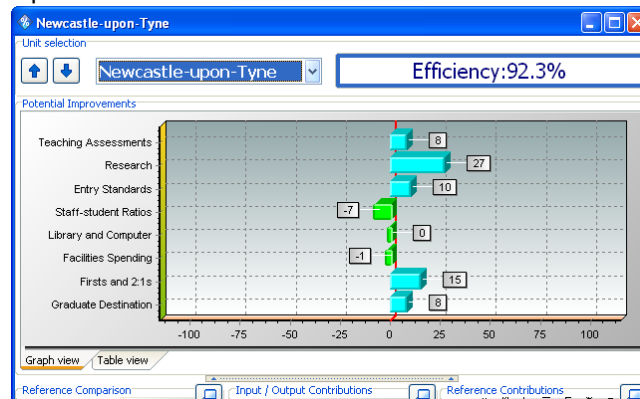 Newcastle-upon-Tyne
Unit selection
Newcastle-upon-Tyne
Efficiency:92.3%
Potential Improvements
Teaching Assessments 8
Research 27
Entry Standards 10
Staff-student Ratios -7
Library and Computer 0
Facilities Spending -1
Firsts and 2:1s 15
Graduate Destination 8
-100 -75 -50 -25 0 25 50 75 100
Graph view Table view
Reference Comparison Input / Output Contributions Reference Contributions